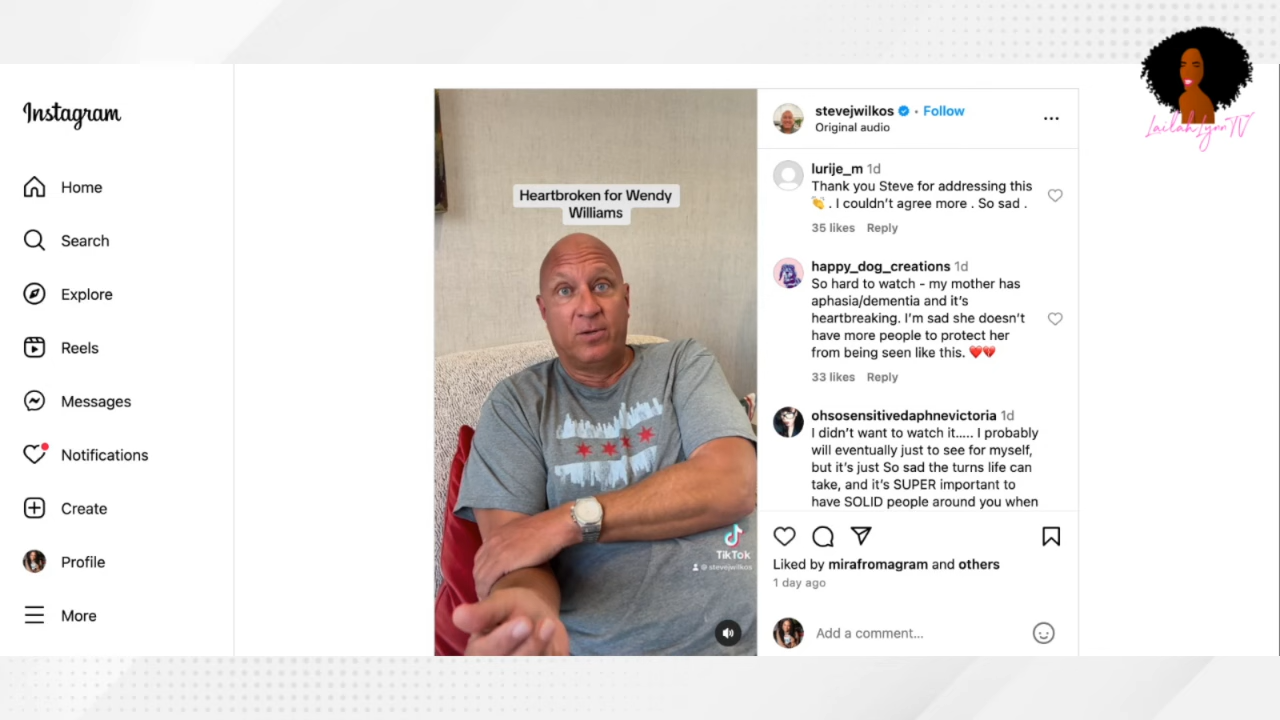 LailahLynnTV
Instagram
Home
Search
Explore
Reels
Messages
Notifications
Create
Profile
More
Heartbroken for Wendy
Williams
TikTok
@stevejwilkos
stevejwilkos • Follow
Original audio
lurije_m 1d
Thank you Steve for addressing this
👏 . I couldn't agree more . So sad .
35 likes Reply
happy_dog_creations 1d
So hard to watch - my mother has
aphasia/dementia and it's
heartbreaking. I'm sad she doesn't
have more people to protect her
from being seen like this. ❤️💔
33 likes Reply
ohsosensitivedaphnevictoria 1d
I didn't want to watch it..... I probably
will eventually just to see for myself,
but it's just So sad the turns life can
take, and it's SUPER important to
have SOLID people around you when
Liked by mirafromagram and others
1 day ago
Add a comment...